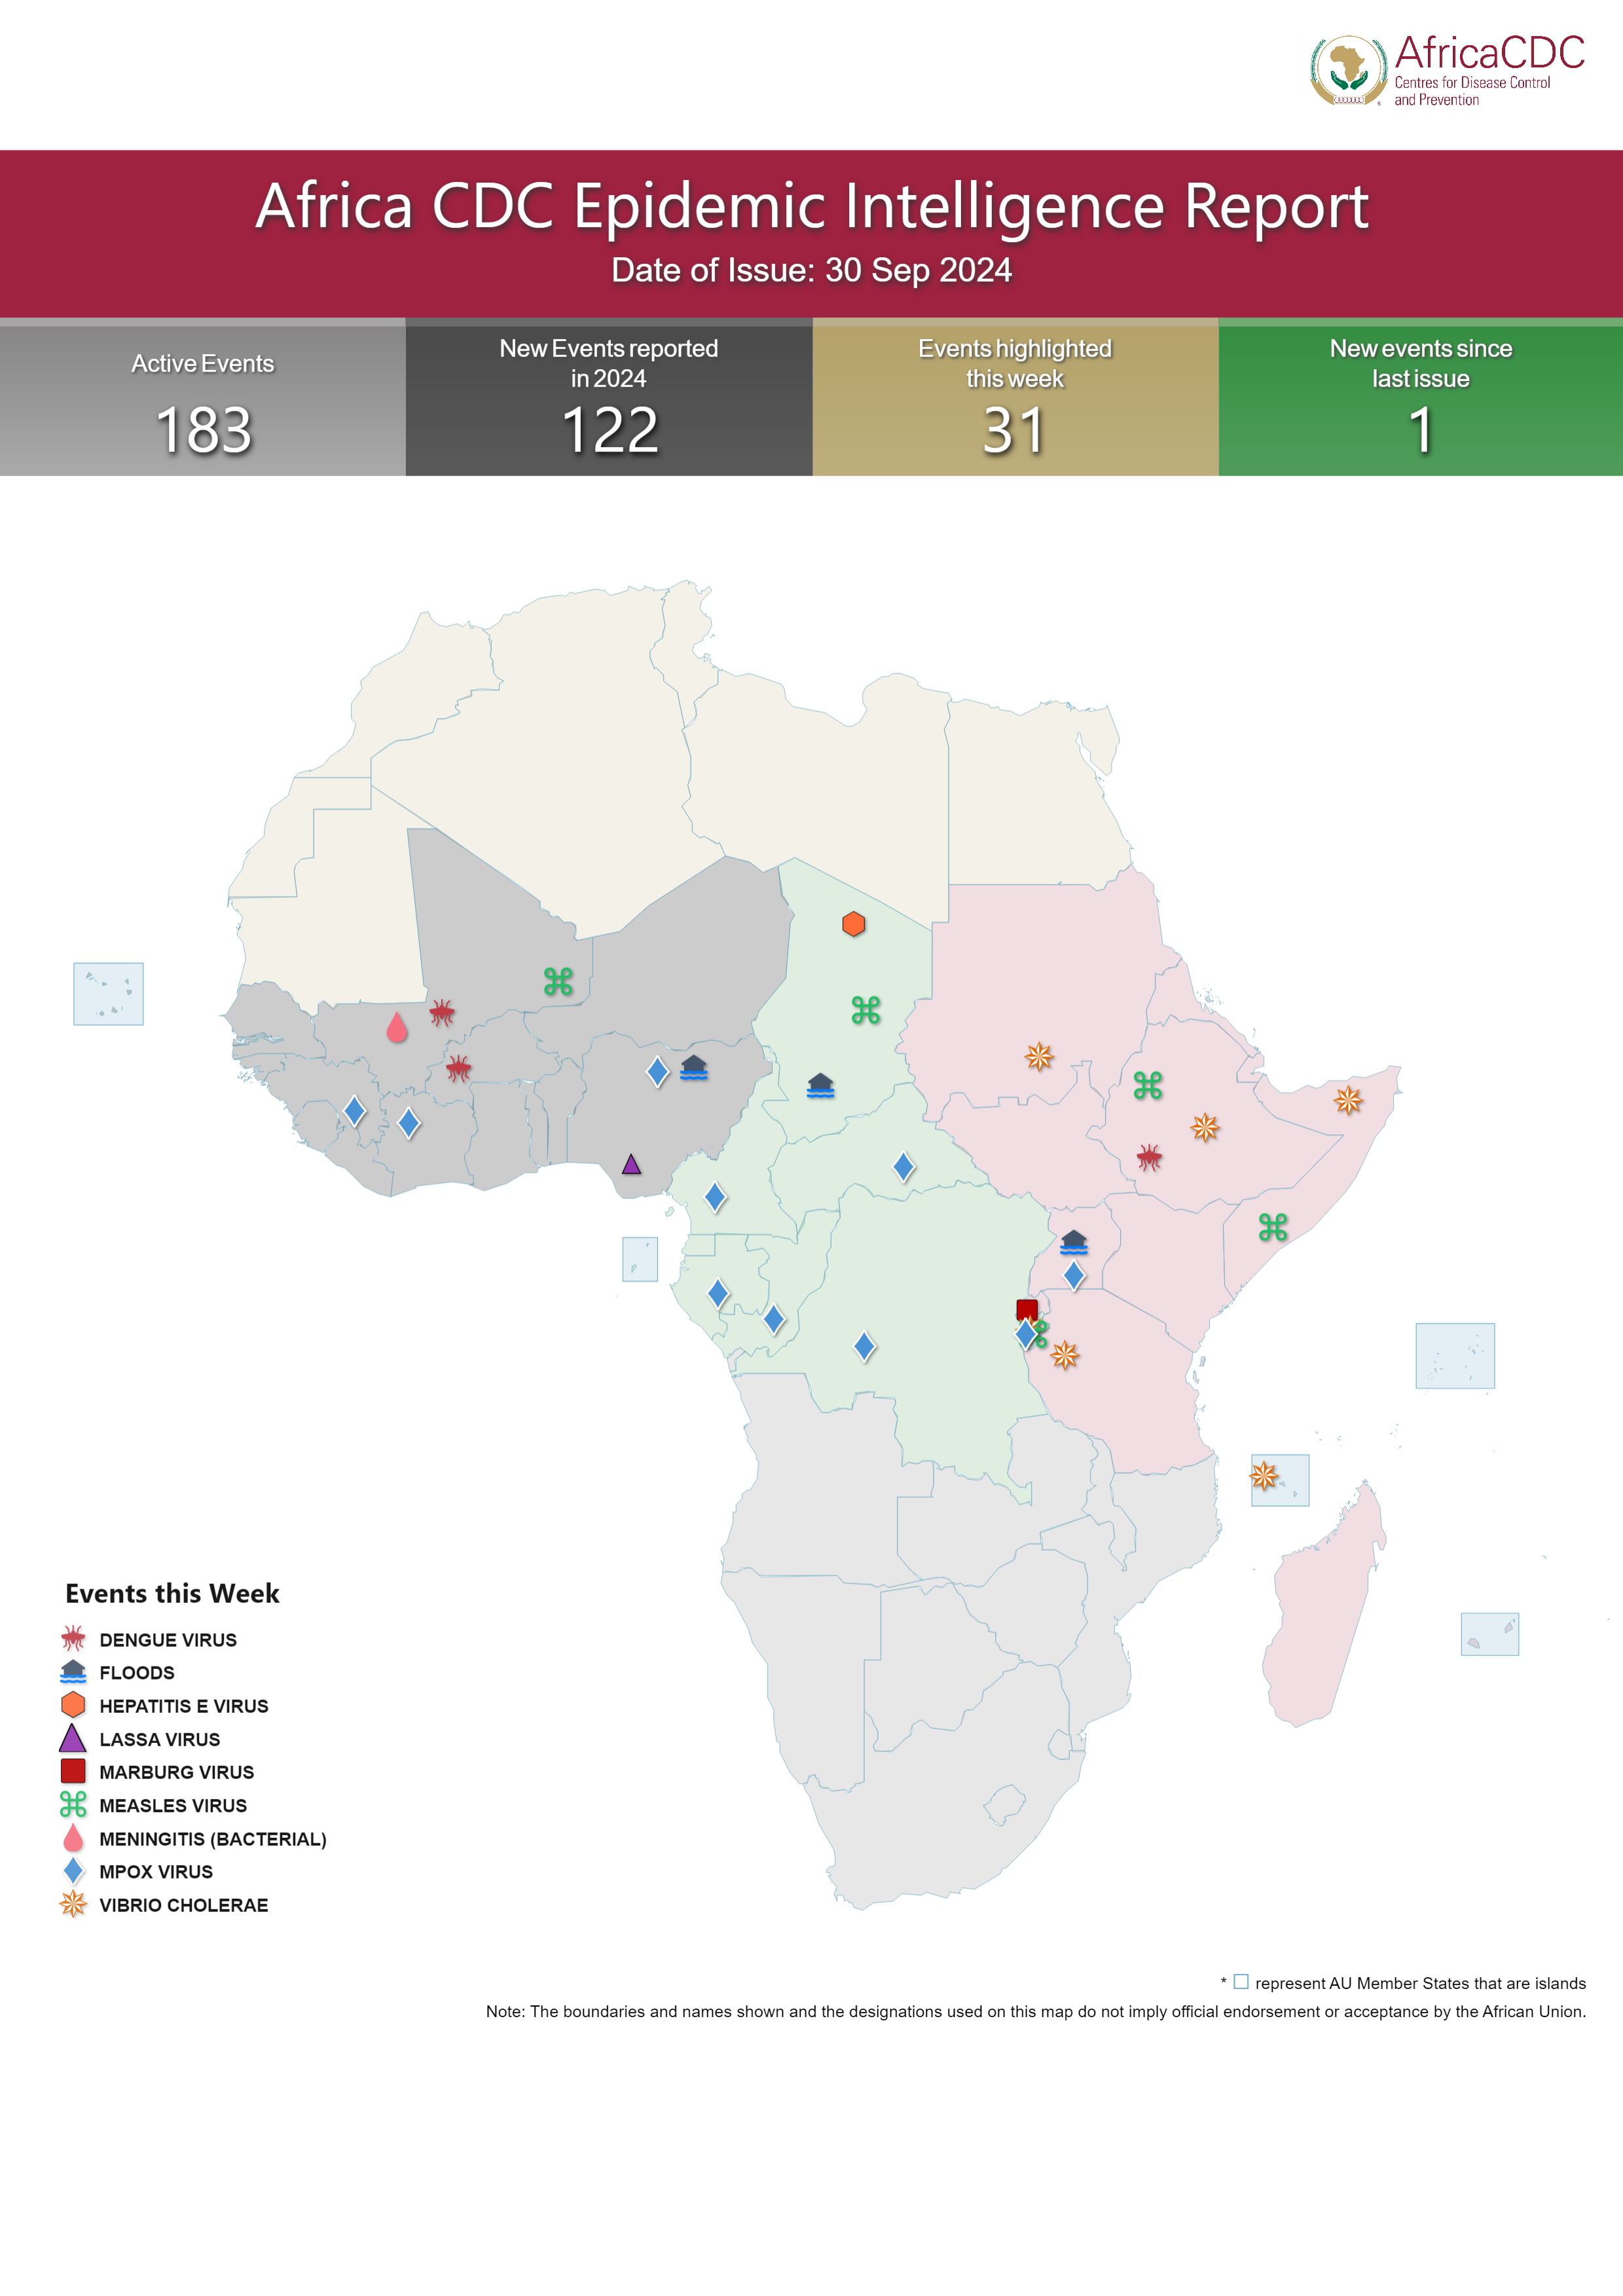 AfricaCDC
Centres for Disease Control
and Prevention
Africa CDC Epidemic Intelligence Report
Date of Issue: 30 Sep 2024
Active Events
183
New Events reported
in 2024
122
Events highlighted
this week
31
New events since
last issue
1
Events this Week
DENGUE VIRUS
FLOODS
HEPATITIS E VIRUS
LASSA VIRUS
MARBURG VIRUS
MEASLES VIRUS
MENINGITIS (BACTERIAL)
MPOX VIRUS
VIBRIO CHOLERAE
* □ represent AU Member States that are islands
Note: The boundaries and names shown and the designations used on this map do not imply official endorsement or acceptance by the African Union.